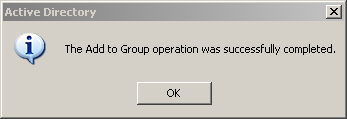 Active Directory
The Add to Group operation was successfully completed.
OK